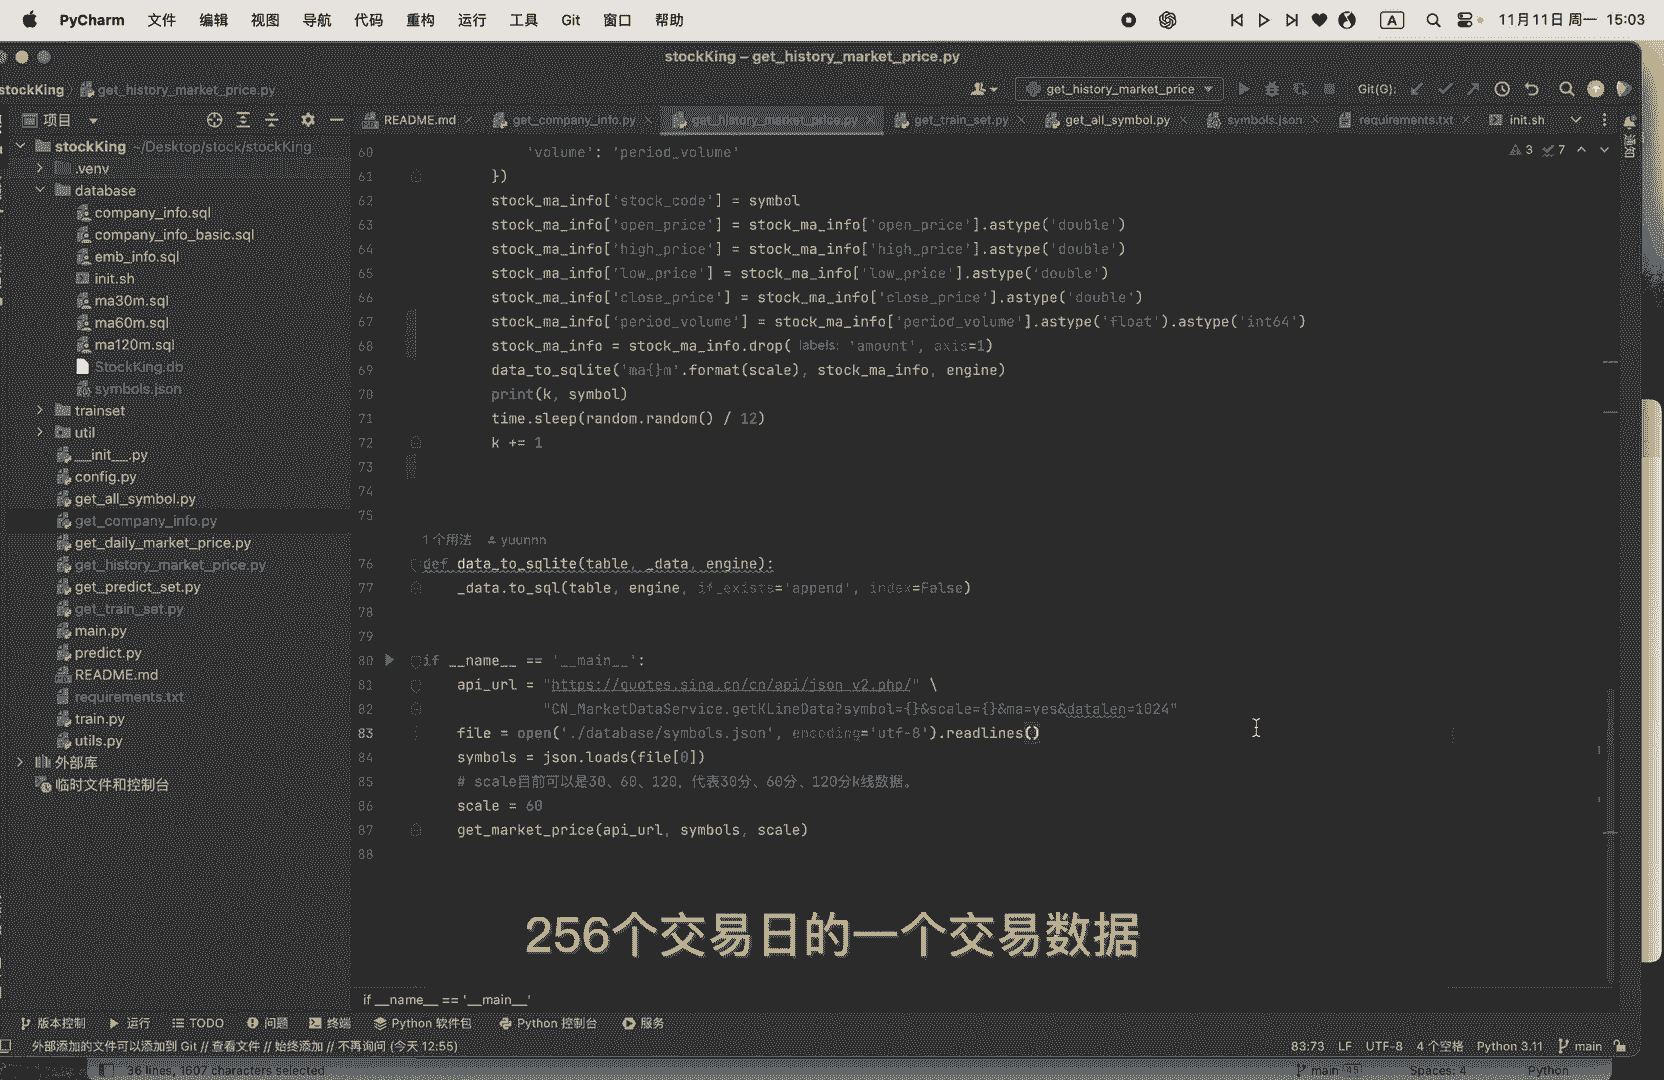 PyCharm 文件 编辑 视图 导航 代码 重构 运行 工具 Git 窗口 帮助 A 11月11日 周一 15:03
stockKing – get_history_market_price.py
stockKing get_history_market_price.py get_history_market_price Git(G):
项目 README.md get_company_info.py get_history_market_price.py get_train_set.py get_all_symbol.py symbols.json requirements.txt init.sh
通知
stockKing ~/Desktop/stock/stockKing
.venv
database
company_info.sql
company_info_basic.sql
emb_info.sql
init.sh
ma30m.sql
ma60m.sql
ma120m.sql
StockKing.db
symbols.json
trainset
util
__init__.py
config.py
get_all_symbol.py
get_company_info.py
get_daily_market_price.py
get_history_market_price.py
get_predict_set.py
get_train_set.py
main.py
predict.py
README.md
requirements.txt
train.py
utils.py
外部库
临时文件和控制台
3 7
60 'volume': 'period_volume'
61 })
62 stock_ma_info['stock_code'] = symbol
63 stock_ma_info['open_price'] = stock_ma_info['open_price'].astype('double')
64 stock_ma_info['high_price'] = stock_ma_info['high_price'].astype('double')
65 stock_ma_info['low_price'] = stock_ma_info['low_price'].astype('double')
66 stock_ma_info['close_price'] = stock_ma_info['close_price'].astype('double')
67 stock_ma_info['period_volume'] = stock_ma_info['period_volume'].astype('float').astype('int64')
68 stock_ma_info = stock_ma_info.drop( labels: 'amount', axis=1)
69 data_to_sqlite('ma{}m'.format(scale), stock_ma_info, engine)
70 print(k, symbol)
71 time.sleep(random.random() / 12)
72 k += 1
73
74
75
1个用法 yuunnn
76 def data_to_sqlite(table, _data, engine):
77 _data.to_sql(table, engine, if_exists='append', index=False)
78
79
80 if __name__ == '__main__':
81 api_url = "https://quotes.sina.cn/cn/api/json_v2.php/" \
82 "CN_MarketDataService.getKLineData?symbol={}&scale={}&ma=yes&datalen=1024"
83 file = open('./database/symbols.json', encoding='utf-8').readlines()
84 symbols = json.loads(file[0])
85 # scale目前可以是30、60、120，代表30分、60分、120分k线数据。
86 scale = 60
87 get_market_price(api_url, symbols, scale)
88
256个交易日的一个交易数据
if __name__ == '__main__'
版本控制 运行 TODO 问题 终端 Python 软件包 Python 控制台 服务
外部添加的文件可以添加到 Git // 查看文件 // 始终添加 // 不再询问 (今天 12:55) 83:73 LF UTF-8 4 个空格 Python 3.11 main
36 lines, 1607 characters selected main 45 Spaces: 4 Python